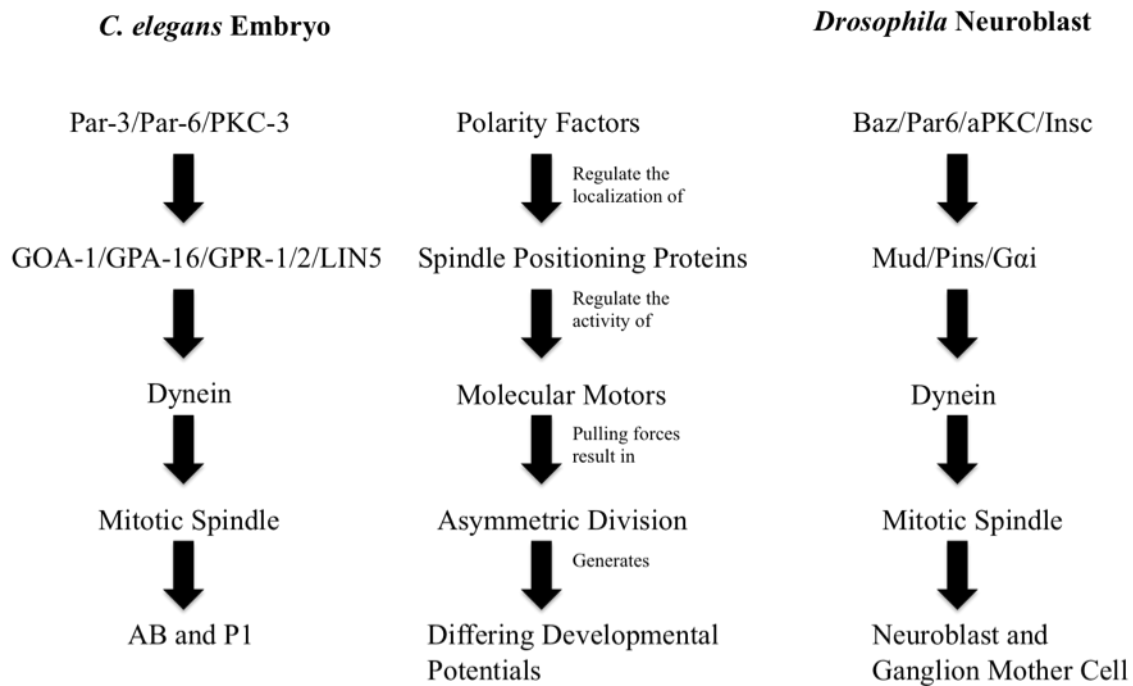 C. elegans Embryo
Drosophila Neuroblast
Par-3/Par-6/PKC-3
Polarity Factors
Baz/Par6/aPKC/Insc
Regulate the
localization of
GOA-1/GPA-16/GPR-1/2/LIN5
Spindle Positioning Proteins
Mud/Pins/Gαi
Regulate the
activity of
Dynein
Molecular Motors
Dynein
Pulling forces
result in
Mitotic Spindle
Asymmetric Division
Mitotic Spindle
Generates
AB and P1
Differing Developmental
Potentials
Neuroblast and
Ganglion Mother Cell